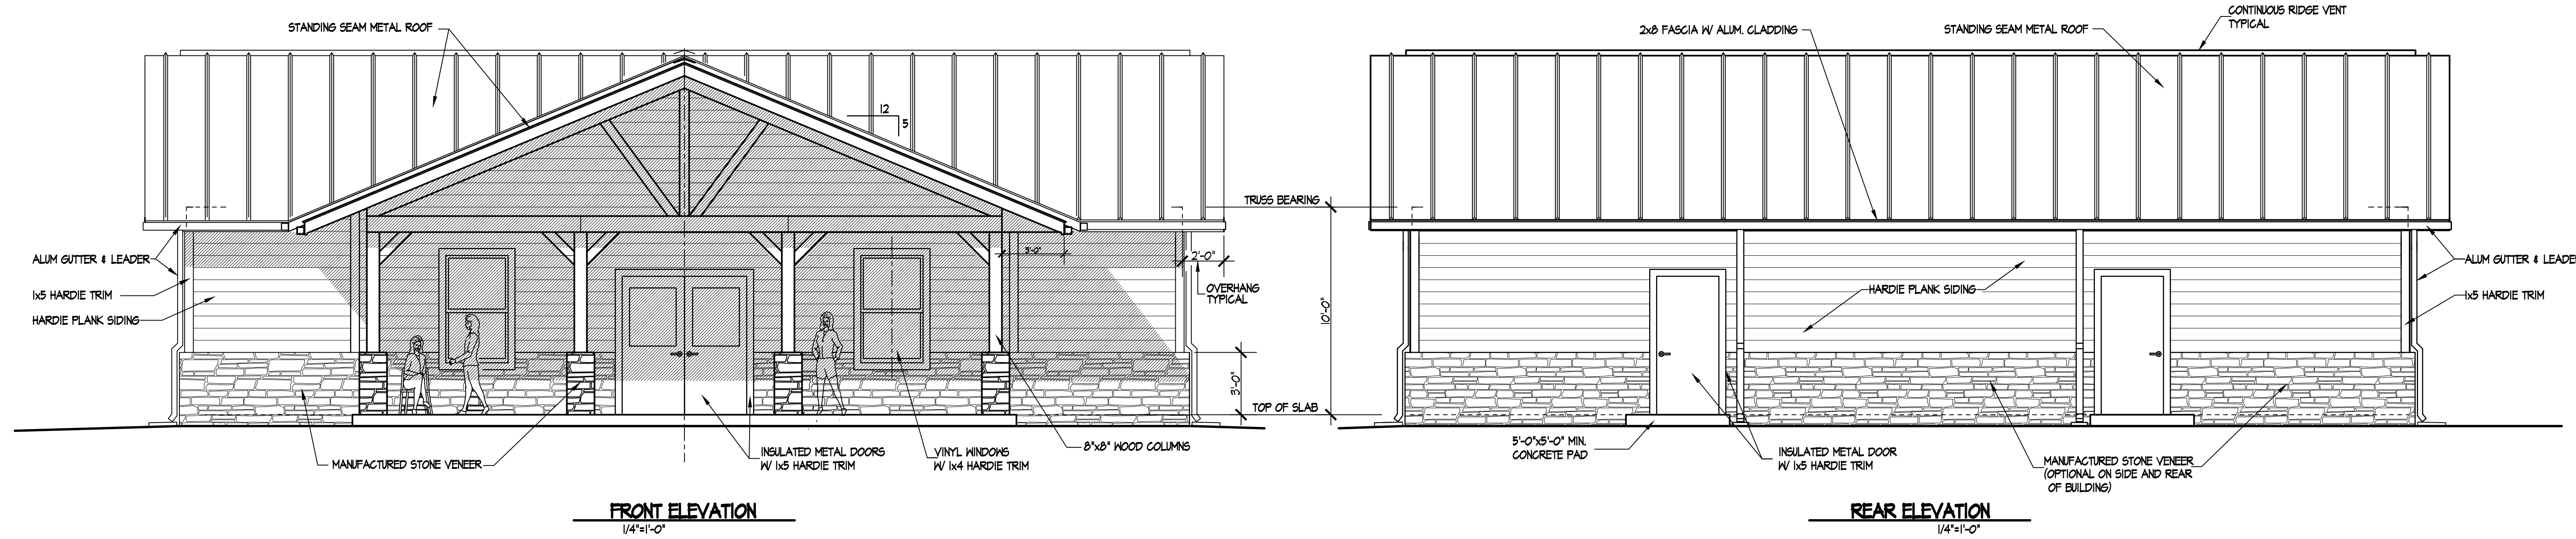 STANDING SEAM METAL ROOF
12
5
ALUM GUTTER & LEADER
1x5 HARDIE TRIM
HARDIE PLANK SIDING
3'-0"
2'-0"
OVERHANG
TYPICAL
3'-0"
MANUFACTURED STONE VENEER
INSULATED METAL DOORS
W/ 1x5 HARDIE TRIM
VINYL WINDOWS
W/ 1x4 HARDIE TRIM
8"x8" WOOD COLUMNS
FRONT ELEVATION
1/4"=1'-0"
TRUSS BEARING
10'-0"
TOP OF SLAB
2x8 FASCIA W/ ALUM. CLADDING
STANDING SEAM METAL ROOF
CONTINUOUS RIDGE VENT
TYPICAL
HARDIE PLANK SIDING
ALUM GUTTER & LEADE
1x5 HARDIE TRIM
5'-0"x5'-0" MIN.
CONCRETE PAD
INSULATED METAL DOOR
W/ 1x5 HARDIE TRIM
MANUFACTURED STONE VENEER
(OPTIONAL ON SIDE AND REAR
OF BUILDING)
REAR ELEVATION
1/4"=1'-0"